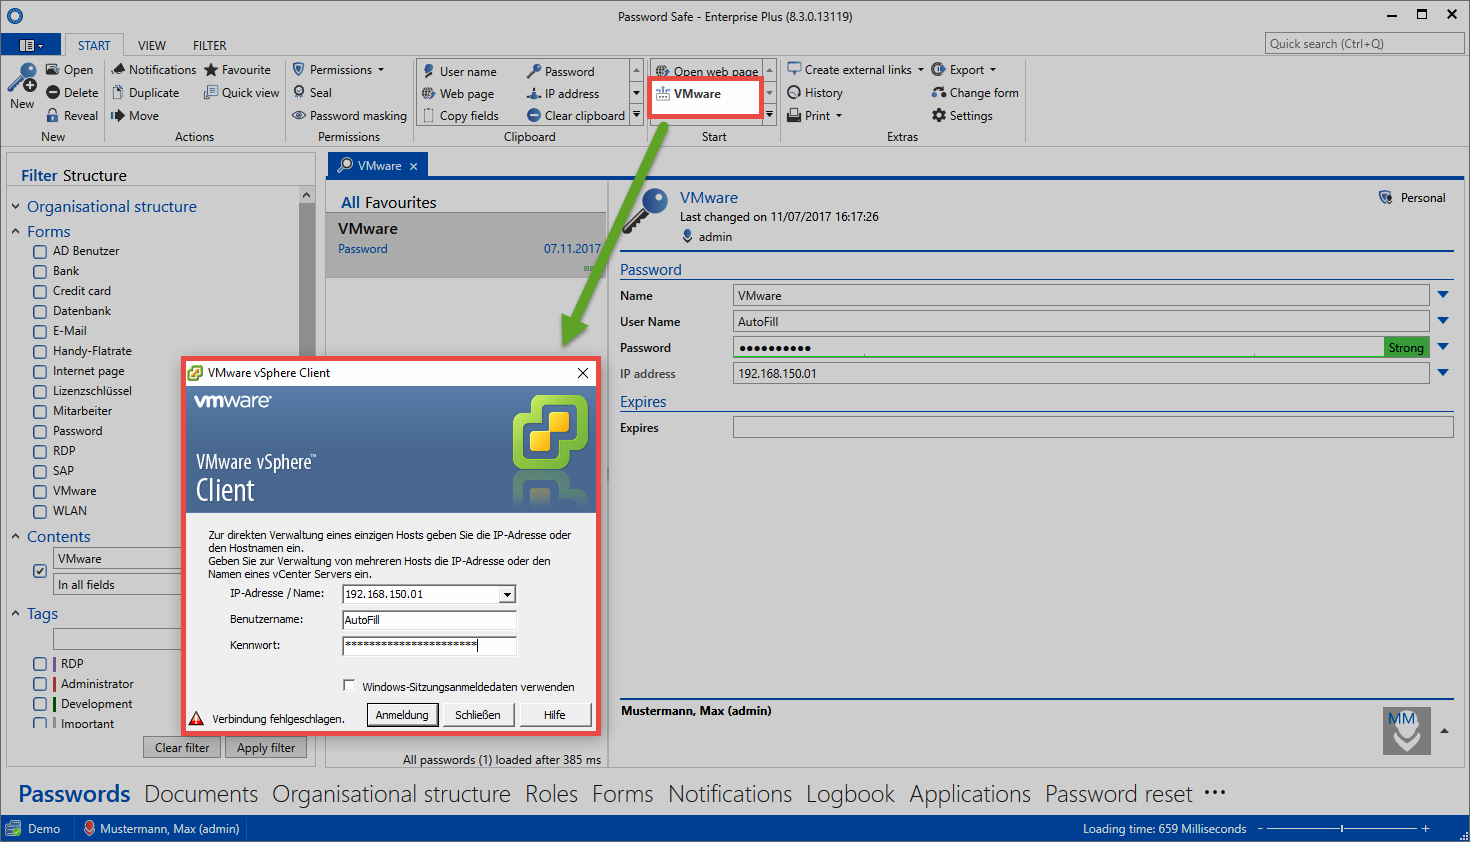 Password Safe - Enterprise Plus (8.3.0.13119)
START VIEW FILTER
Quick search (Ctrl+Q)
New
Open
Delete
Reveal
New
Notifications
Duplicate
Move
Favourite
Quick view
Actions
Permissions
Seal
Password masking
Permissions
User name
Web page
Copy fields
Password
IP address
Clear clipboard
Clipboard
Open web page
VMware
Start
Create external links
History
Print
Export
Change form
Settings
Extras
Filter Structure
Organisational structure
Forms
AD Benutzer
Bank
Credit card
Datenbank
E-Mail
Handy-Flatrate
Internet page
Lizenzschlüssel
Mitarbeiter
Password
RDP
SAP
VMware
WLAN
Contents
VMware
In all fields
Tags
RDP
Administrator
Development
Important
Clear filter Apply filter
VMware
All Favourites
VMware
Password 07.11.2017
All passwords (1) loaded after 385 ms
VMware
Last changed on 11/07/2017 16:17:26
admin
Personal
Password
Name VMware
User Name AutoFill
Password ●●●●●●●●●● Strong
IP address 192.168.150.01
Expires
Expires
Mustermann, Max (admin)
MM
VMware vSphere Client
vmware®
VMware vSphere™
Client
Zur direkten Verwaltung eines einzigen Hosts geben Sie die IP-Adresse oder
den Hostnamen ein.
Geben Sie zur Verwaltung von mehreren Hosts die IP-Adresse oder den
Namen eines vCenter Servers ein.
IP-Adresse / Name: 192.168.150.01
Benutzername: AutoFill
Kennwort: **********************
Windows-Sitzungsanmeldedaten verwenden
Verbindung fehlgeschlagen.
Anmeldung Schließen Hilfe
Passwords Documents Organisational structure Roles Forms Notifications Logbook Applications Password reset ...
Demo Mustermann, Max (admin) Loading time: 659 Milliseconds